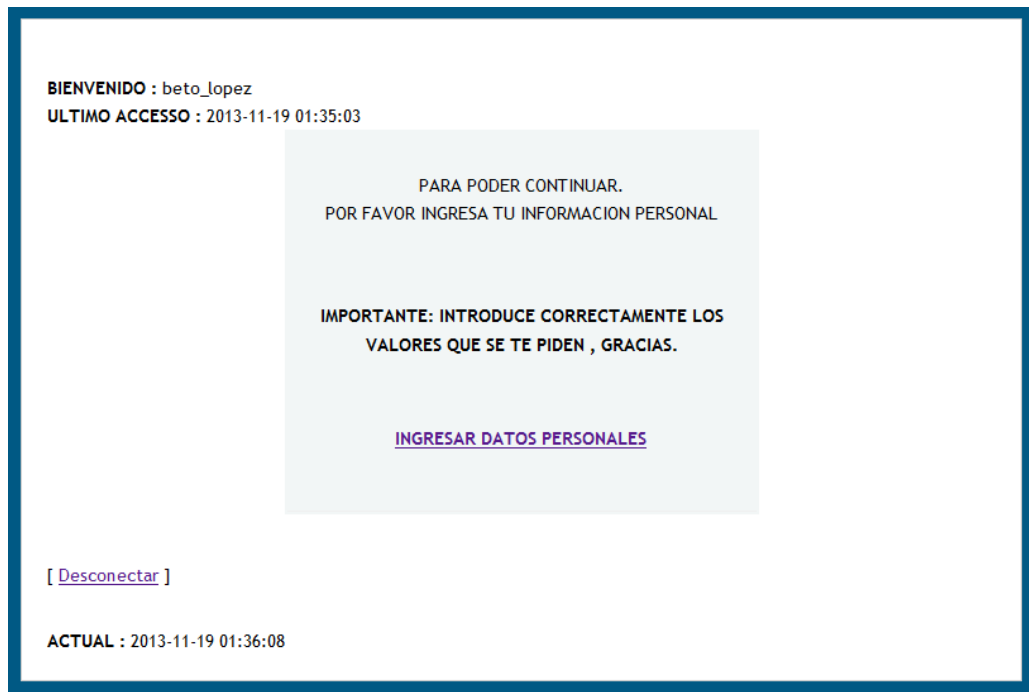 BIENVENIDO : beto_lopez
ULTIMO ACCESSO : 2013-11-19 01:35:03
PARA PODER CONTINUAR.
POR FAVOR INGRESA TU INFORMACION PERSONAL
IMPORTANTE: INTRODUCE CORRECTAMENTE LOS
VALORES QUE SE TE PIDEN , GRACIAS.
INGRESAR DATOS PERSONALES
[ Desconectar ]
ACTUAL : 2013-11-19 01:36:08